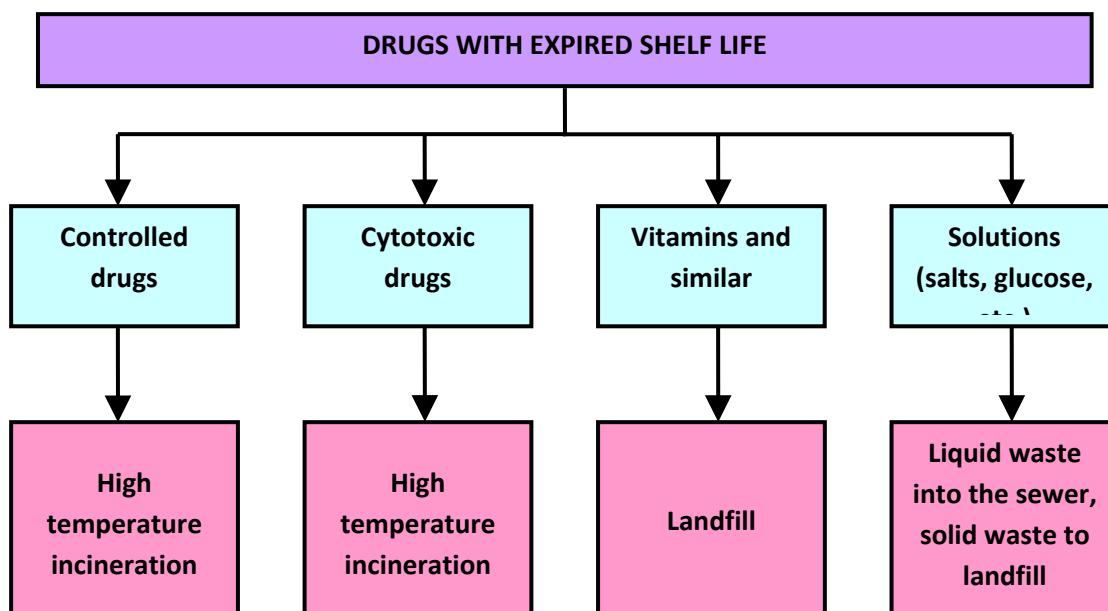 DRUGS WITH EXPIRED SHELF LIFE
Controlled
drugs
Cytotoxic
drugs
Vitamins and
similar
Solutions
(salts, glucose,
etc.)
High
temperature
incineration
High
temperature
incineration
Landfill
Liquid waste
into the sewer,
solid waste to
landfill